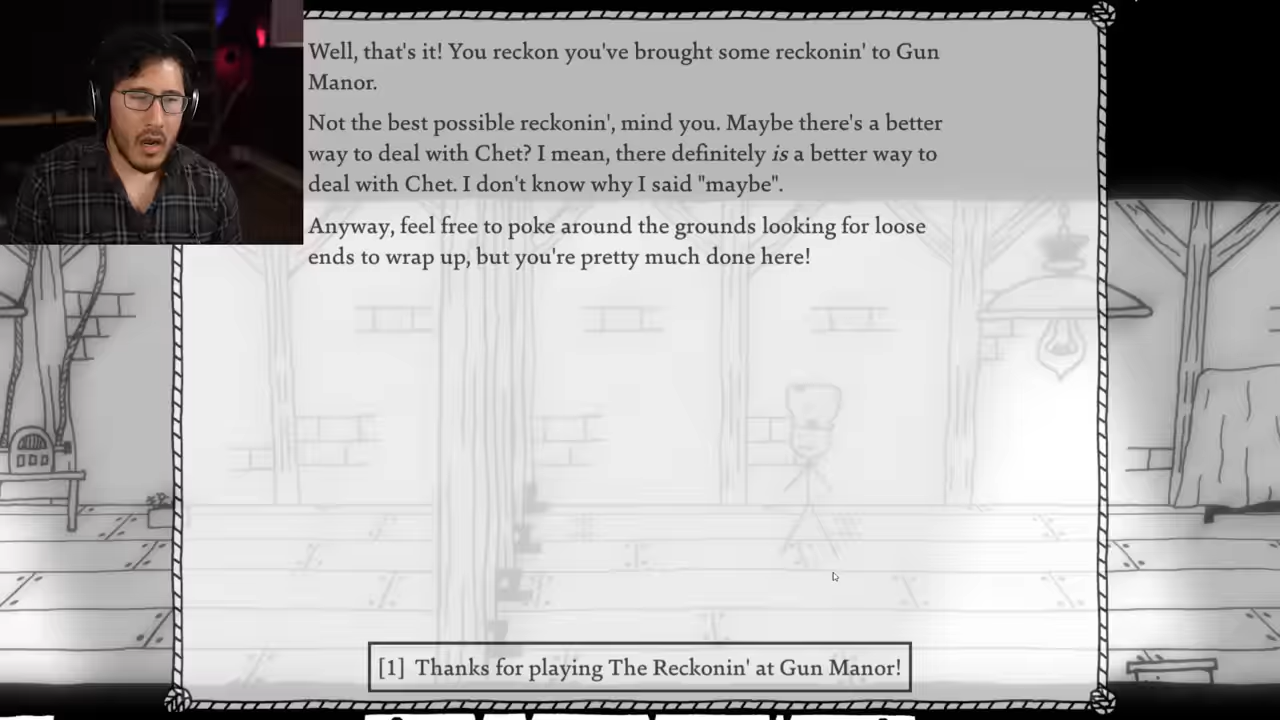 Well, that's it! You reckon you've brought some reckonin' to Gun
Manor.
Not the best possible reckonin', mind you. Maybe there's a better
way to deal with Chet? I mean, there definitely is a better way to
deal with Chet. I don't know why I said "maybe".
Anyway, feel free to poke around the grounds looking for loose
ends to wrap up, but you're pretty much done here!
[1] Thanks for playing The Reckonin' at Gun Manor!